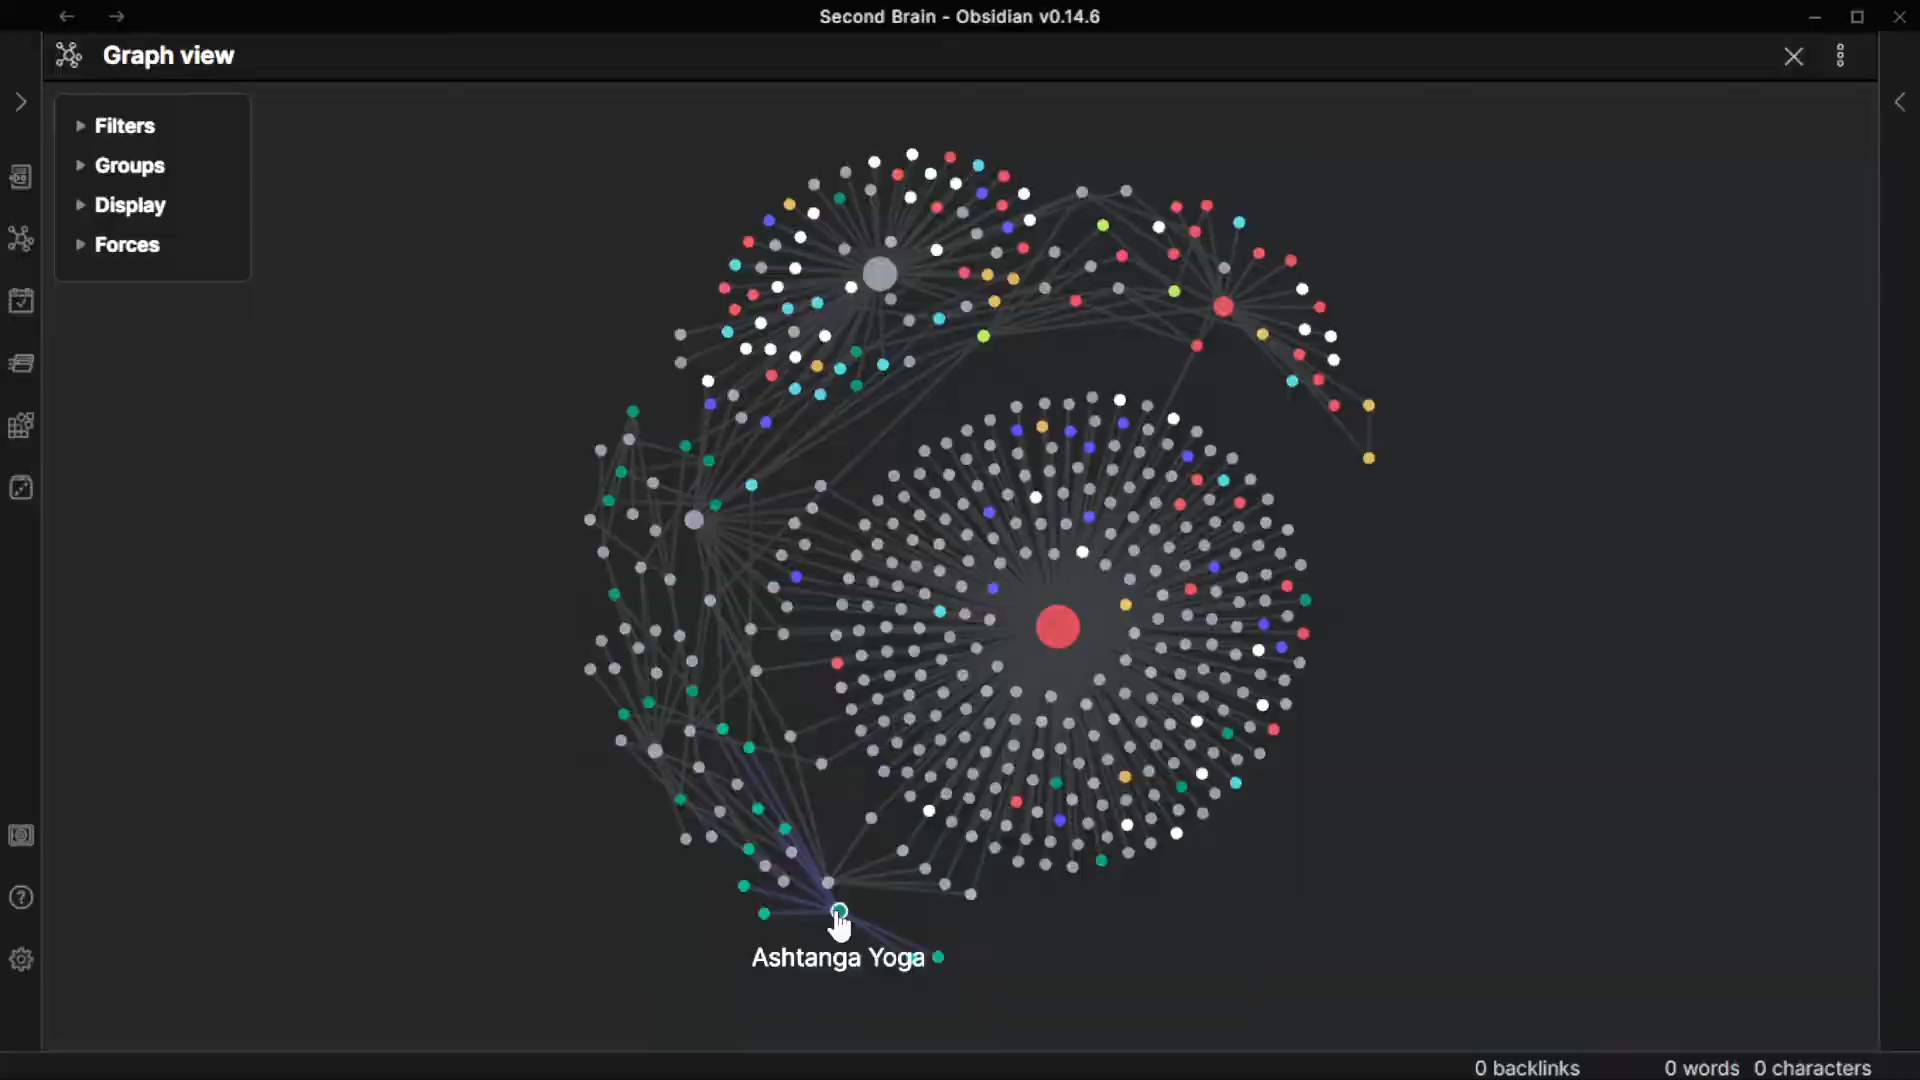 Second Brain - Obsidian v0.14.6
Graph view
Filters
Groups
Display
Forces
Ashtanga Yoga
0 backlinks 0 words 0 characters